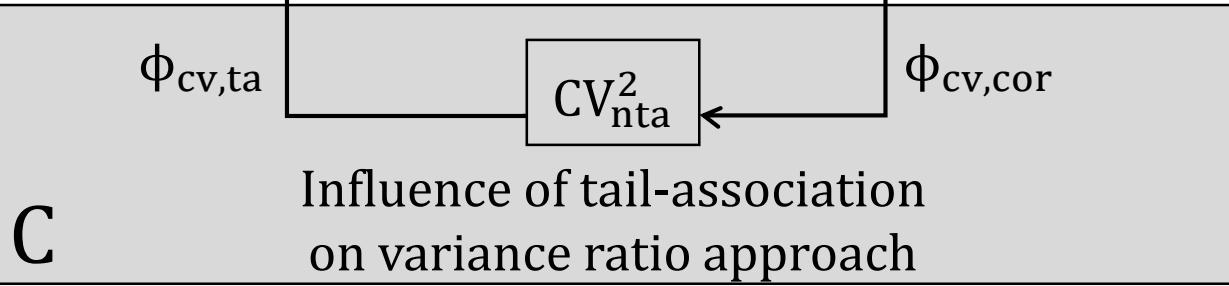 ϕcv,ta
CV²nta
ϕcv,cor
Influence of tail-association
on variance ratio approach
C